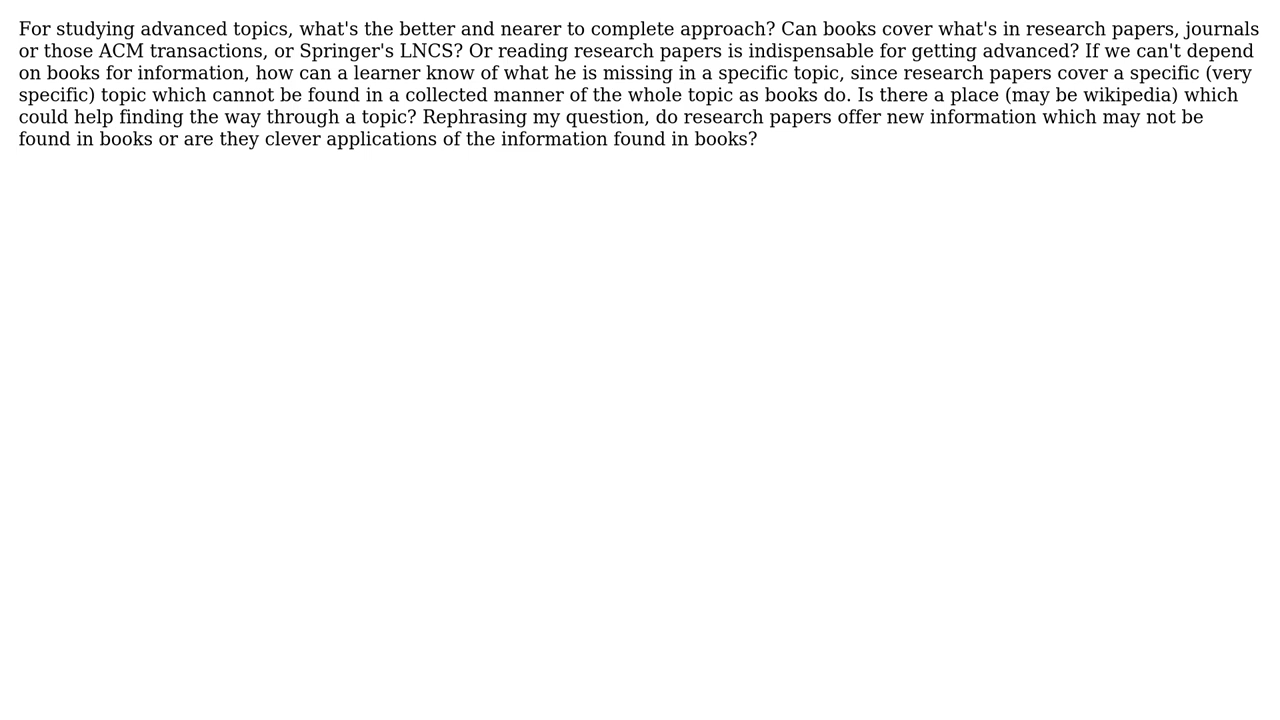 For studying advanced topics, what's the better and nearer to complete approach? Can books cover what's in research papers, journals
or those ACM transactions, or Springer's LNCS? Or reading research papers is indispensable for getting advanced? If we can't depend
on books for information, how can a learner know of what he is missing in a specific topic, since research papers cover a specific (very
specific) topic which cannot be found in a collected manner of the whole topic as books do. Is there a place (may be wikipedia) which
could help finding the way through a topic? Rephrasing my question, do research papers offer new information which may not be
found in books or are they clever applications of the information found in books?